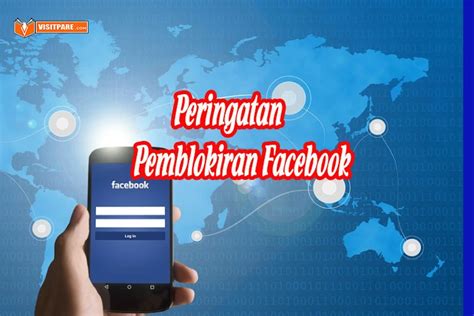 VISITPARE.com
Peringatan
Pemblokiran Facebook
facebook
Log in